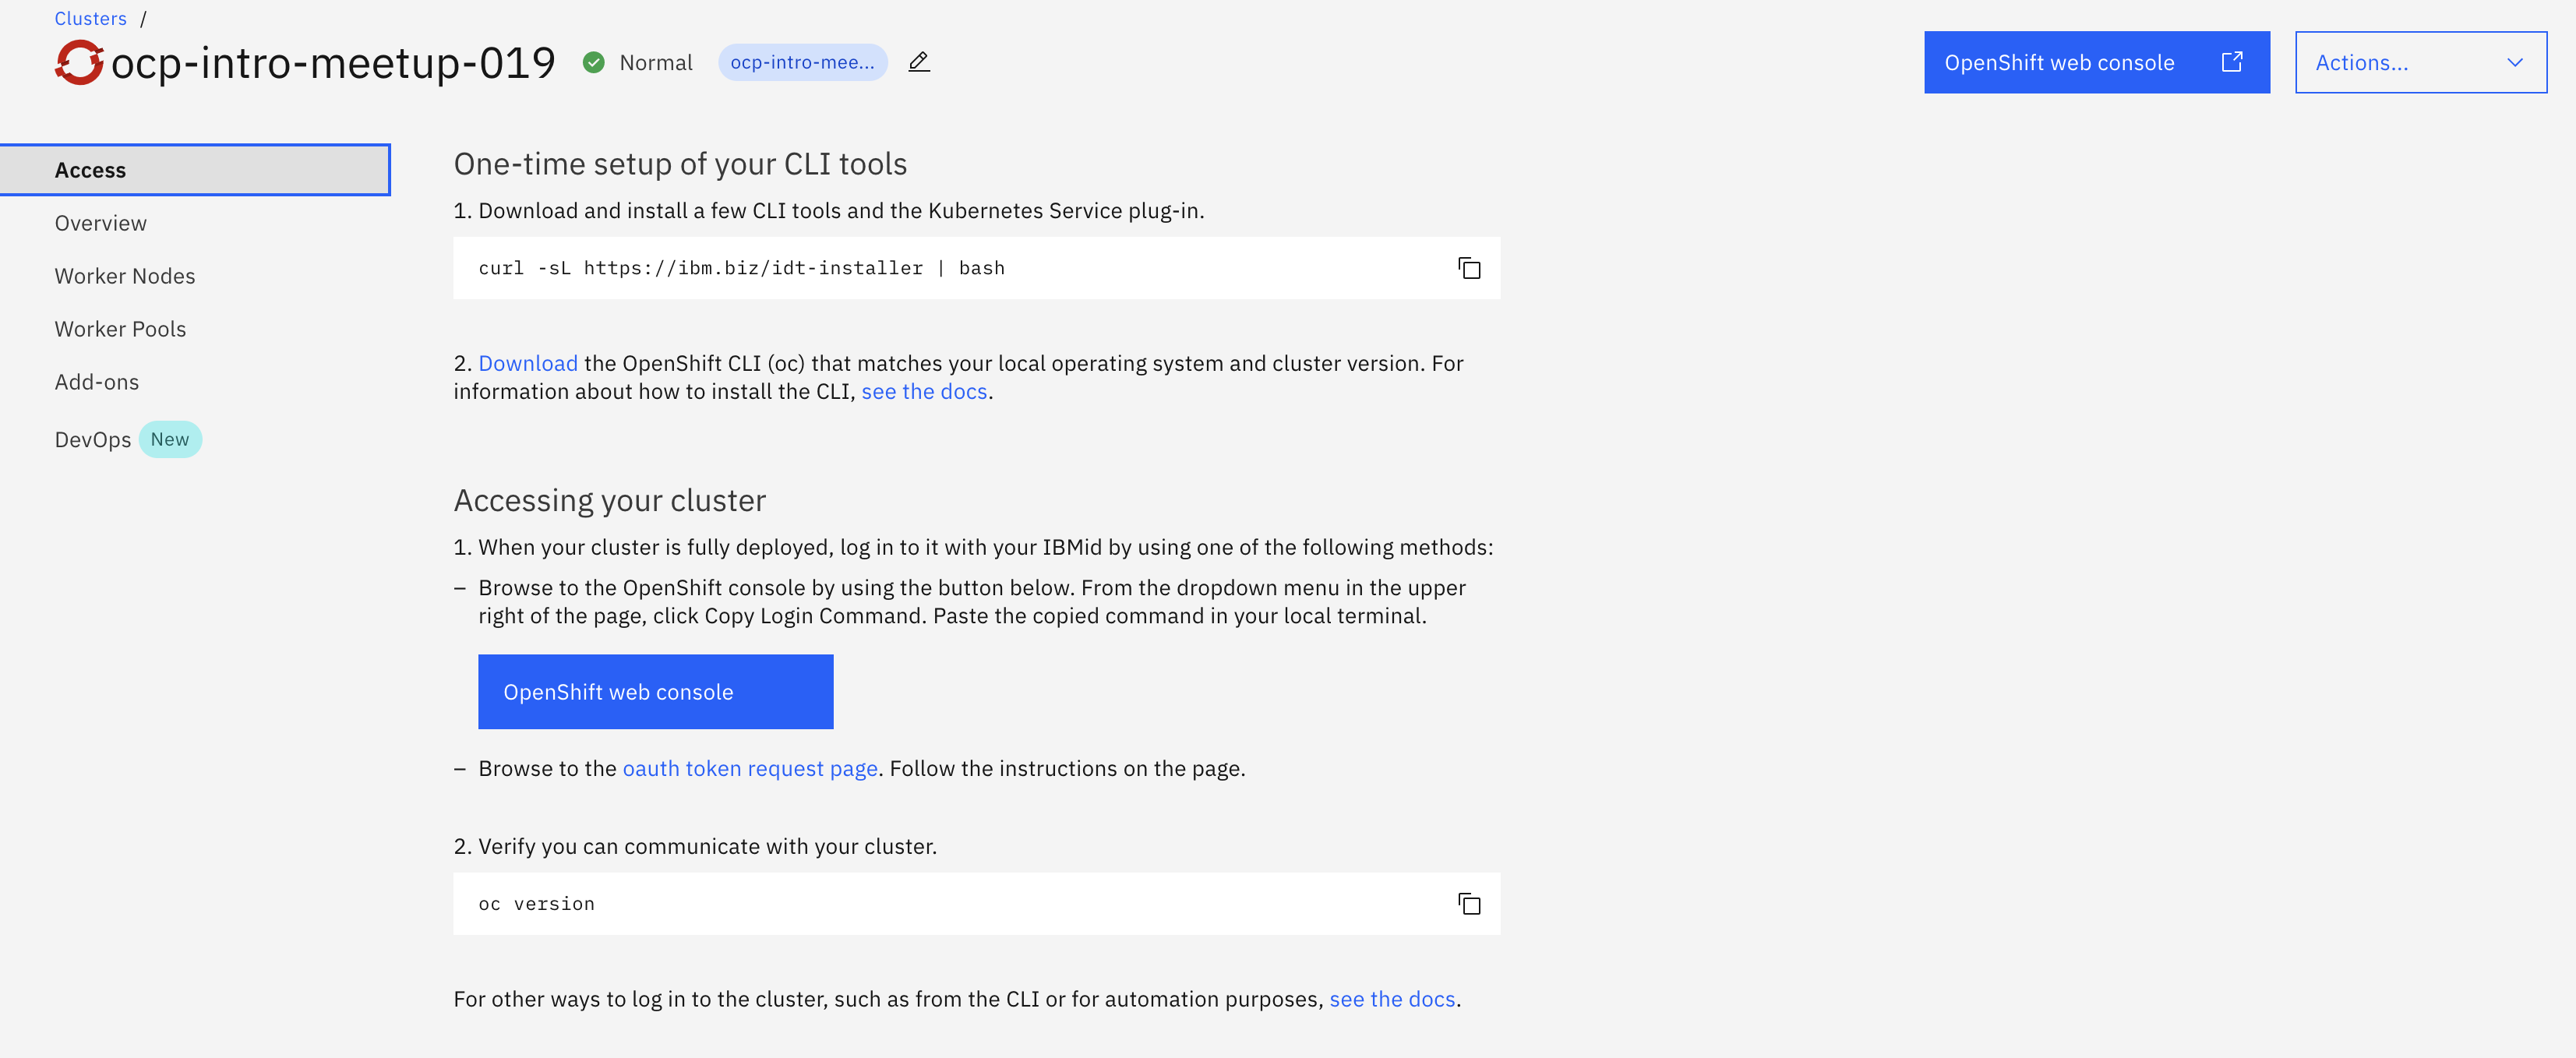 Clusters /
ocp-intro-meetup-019
Normal
ocp-intro-mee...
OpenShift web console
Actions...
Access
Overview
Worker Nodes
Worker Pools
Add-ons
DevOps New
One-time setup of your CLI tools
1. Download and install a few CLI tools and the Kubernetes Service plug-in.
curl -sL https://ibm.biz/idt-installer | bash
2. Download the OpenShift CLI (oc) that matches your local operating system and cluster version. For
information about how to install the CLI, see the docs.
Accessing your cluster
1. When your cluster is fully deployed, log in to it with your IBMid by using one of the following methods:
– Browse to the OpenShift console by using the button below. From the dropdown menu in the upper
right of the page, click Copy Login Command. Paste the copied command in your local terminal.
OpenShift web console
– Browse to the oauth token request page. Follow the instructions on the page.
2. Verify you can communicate with your cluster.
oc version
For other ways to log in to the cluster, such as from the CLI or for automation purposes, see the docs.